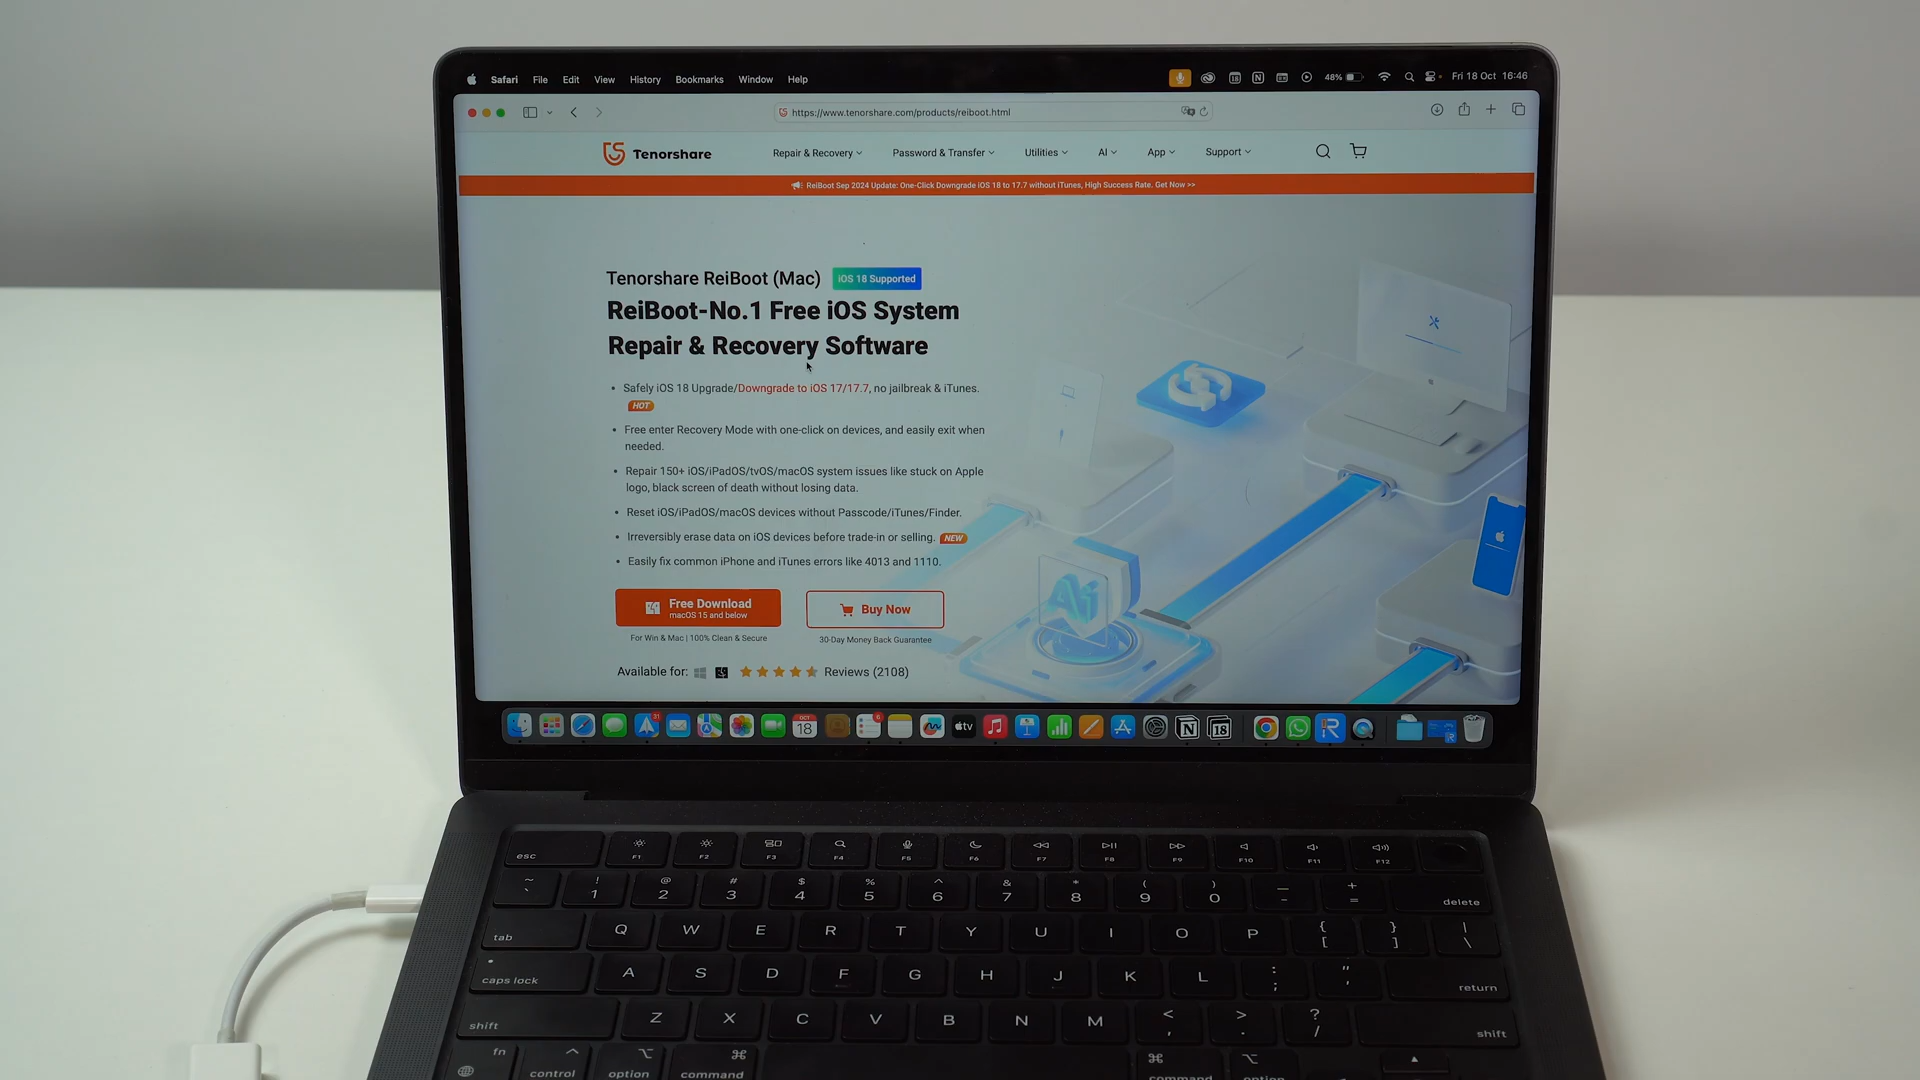 Safari File Edit View History Bookmarks Window Help 48% Fri 18 Oct 16:46
https://www.tenorshare.com/products/reiboot.html
Tenorshare Repair & Recovery Password & Transfer Utilities AI App Support
ReiBoot Sep 2024 Update: One-Click Downgrade iOS 18 to 17.7 without iTunes, High Success Rate. Get Now >>
Tenorshare ReiBoot (Mac) iOS 18 Supported
ReiBoot-No.1 Free iOS System
Repair & Recovery Software
• Safely iOS 18 Upgrade/Downgrade to iOS 17/17.7, no jailbreak & iTunes.
HOT
• Free enter Recovery Mode with one-click on devices, and easily exit when
needed.
• Repair 150+ iOS/iPadOS/tvOS/macOS system issues like stuck on Apple
logo, black screen of death without losing data.
• Reset iOS/iPadOS/macOS devices without Passcode/iTunes/Finder.
• Irreversibly erase data on iOS devices before trade-in or selling. NEW
• Easily fix common iPhone and iTunes errors like 4013 and 1110.
Free Download
macOS 15 and below
Buy Now
For Win & Mac | 100% Clean & Secure
30-Day Money Back Guarantee
Available for: Reviews (2108)
Ai
31 OCT 18 6 tv N 18 R
esc F1 F2 F3 F4 F5 F6 F7 F8 F9 F10 F11 F12
~ ! @ # $ % ^ & * ( ) _ +
` 1 2 3 4 5 6 7 8 9 0 - = delete
tab Q W E R T Y U I O P { [ } ] | \
caps lock A S D F G H J K L : ; " ' return
shift Z X C V B N M < , > . ? / shift
fn control option command command option